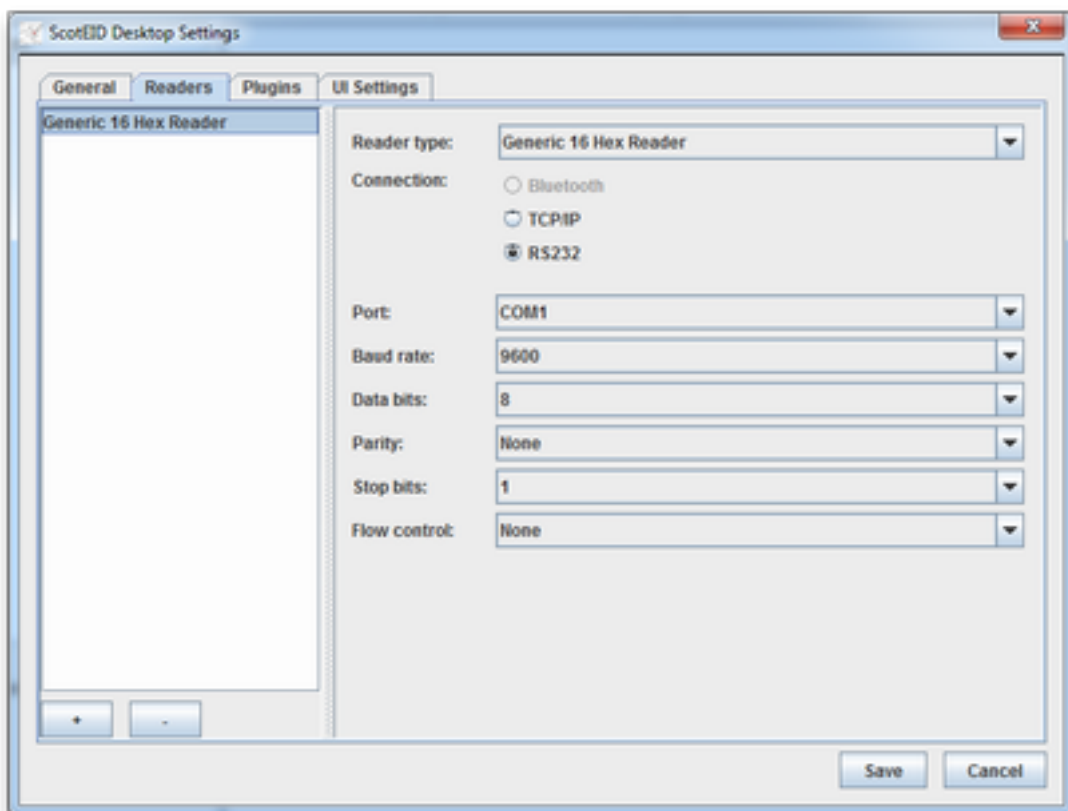 ScotEID Desktop Settings
General Readers Plugins UI Settings
Generic 16 Hex Reader
Reader type: Generic 16 Hex Reader
Connection: Bluetooth
TCP/IP
RS232
Port: COM1
Baud rate: 9600
Data bits: 8
Parity: None
Stop bits: 1
Flow control: None
+ -
Save Cancel